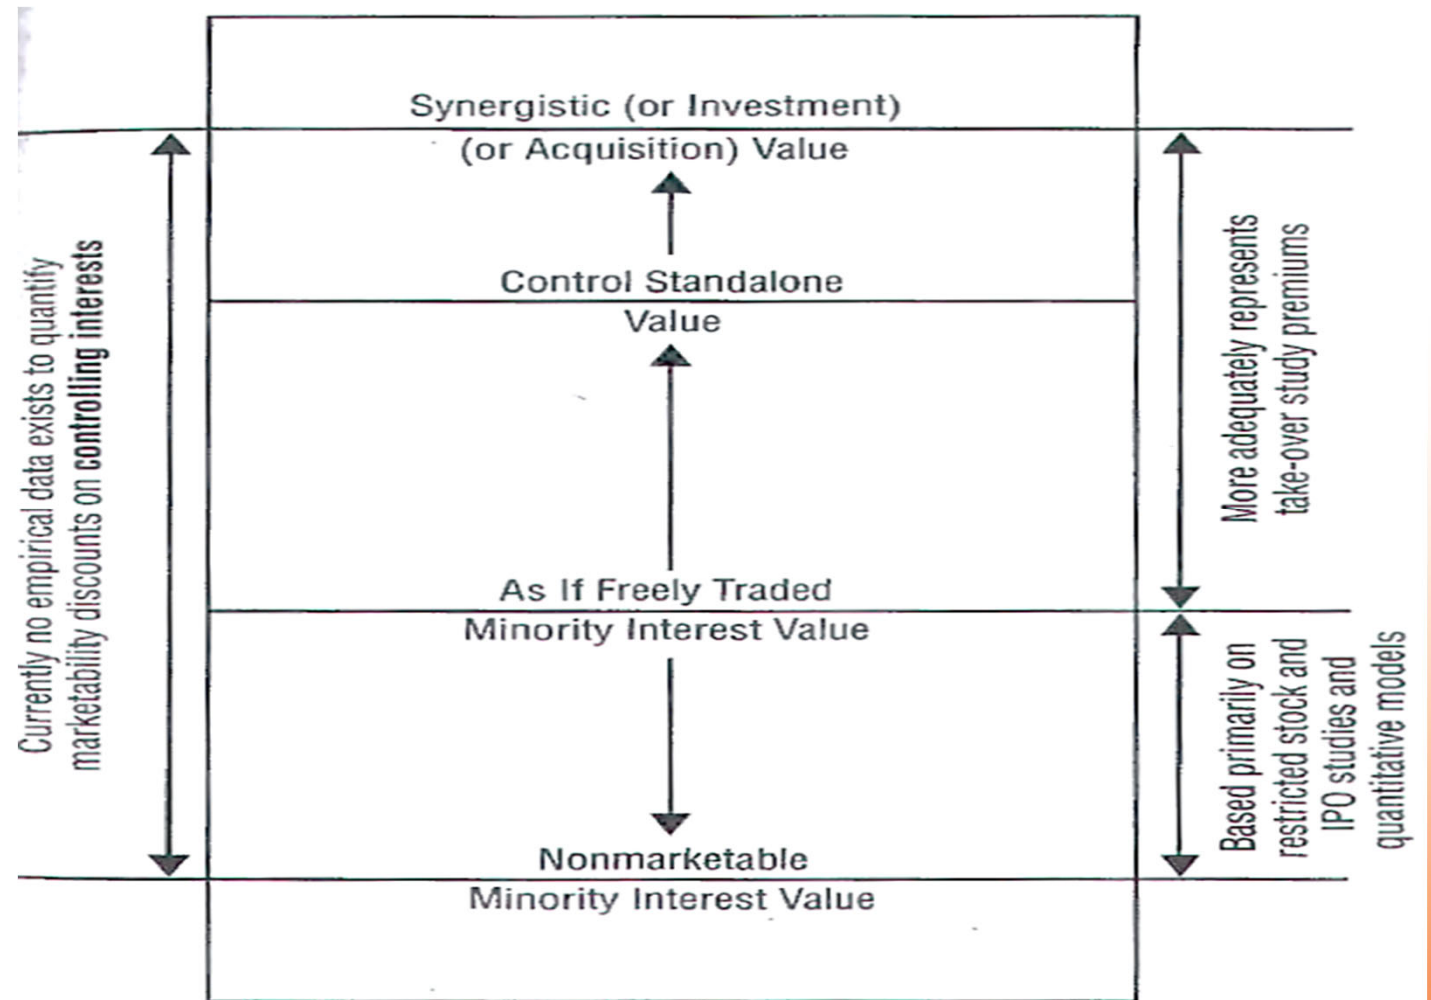 Synergistic (or Investment)
(or Acquisition) Value
Control Standalone
Value
As If Freely Traded
Minority Interest Value
Nonmarketable
Minority Interest Value
Currently no empirical data exists to quantify
marketability discounts on controlling interests
More adequately represents
take-over study premiums
Based primarily on
restricted stock and
IPO studies and
quantitative models